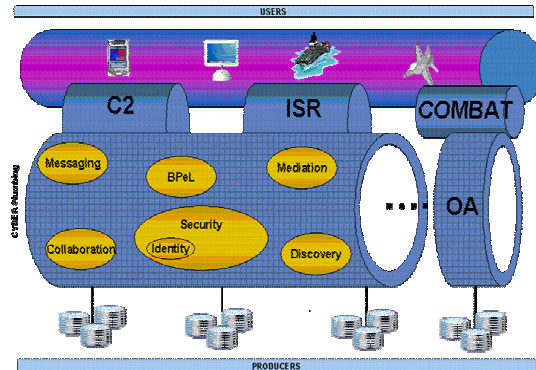 USERS
C2
ISR
COMBAT
CYBER Plumbing
Messaging
BPeL
Mediation
OA
Security
Identity
Collaboration
Discovery
PRODUCERS